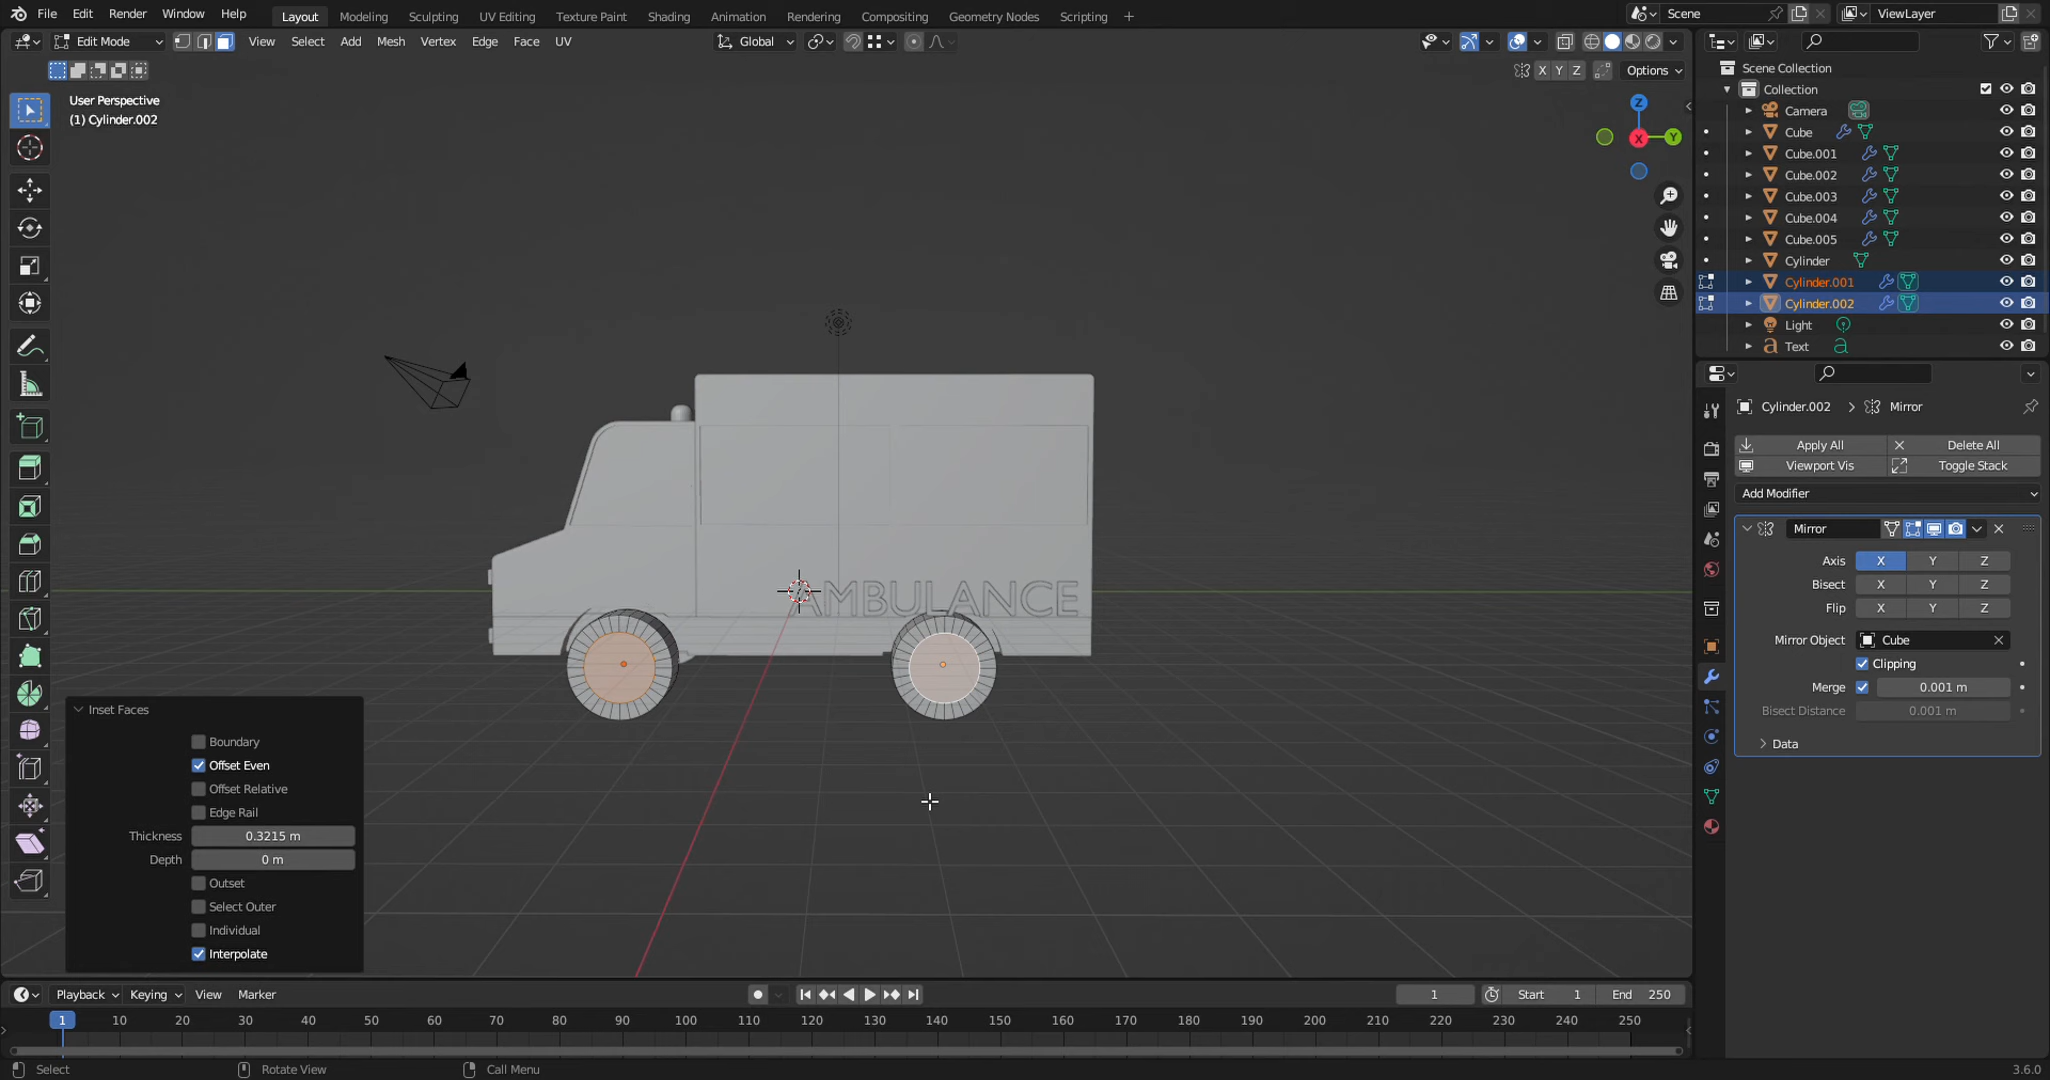 File Edit Render Window Help Layout Modeling Sculpting UV Editing Texture Paint Shading Animation Rendering Compositing Geometry Nodes Scripting + Scene ViewLayer
Edit Mode View Select Add Mesh Vertex Edge Face UV Global
X Y Z Options
User Perspective
(1) Cylinder.002
Z
X
Y
AMBULANCE
Inset Faces
Boundary
Offset Even
Offset Relative
Edge Rail
Thickness 0.3215 m
Depth 0 m
Outset
Select Outer
Individual
Interpolate
Scene Collection
Collection
Camera
Cube
Cube.001
Cube.002
Cube.003
Cube.004
Cube.005
Cylinder
Cylinder.001
Cylinder.002
Light
Text
Cylinder.002 > Mirror
Apply All Delete All
Viewport Vis Toggle Stack
Add Modifier
Mirror
Axis X Y Z
Bisect X Y Z
Flip X Y Z
Mirror Object Cube
Clipping
Merge 0.001 m
Bisect Distance 0.001 m
Data
Playback Keying View Marker 1 Start 1 End 250
1 10 20 30 40 50 60 70 80 90 100 110 120 130 140 150 160 170 180 190 200 210 220 230 240 250
Select Rotate View Call Menu 3.6.0